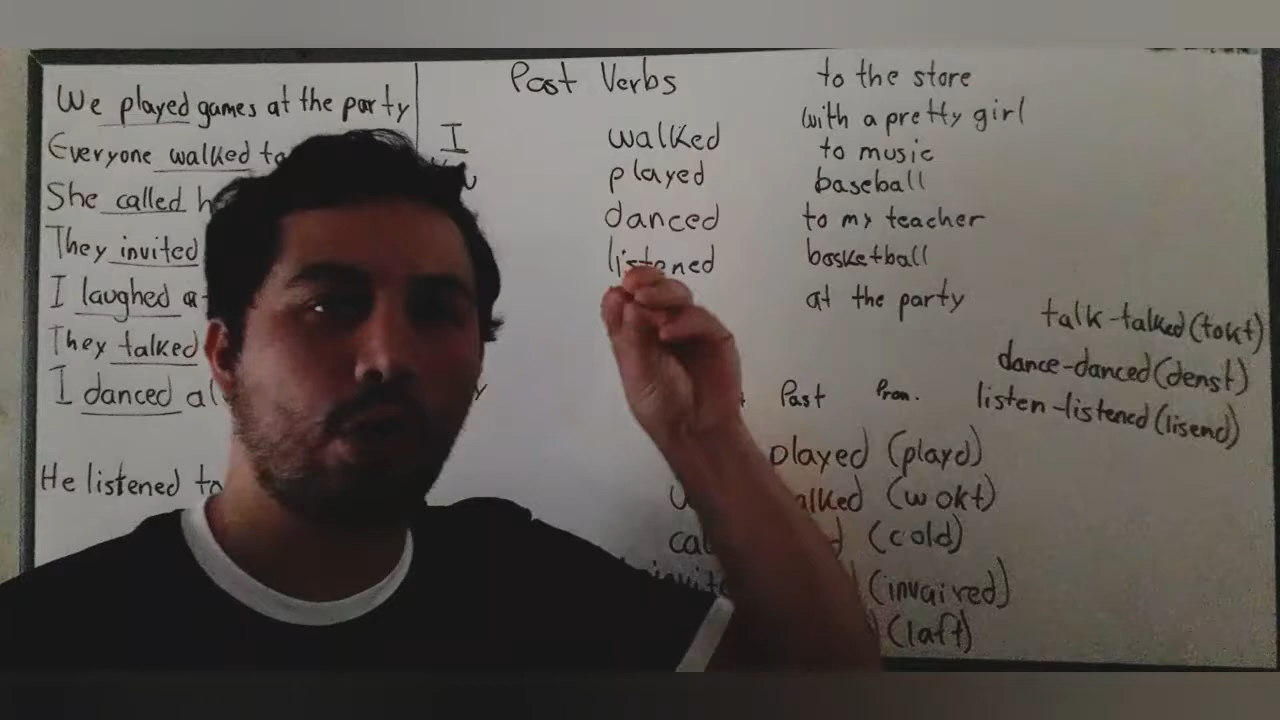 We played games at the party
Everyone walked to
She called
They invited
I laughed
They talked
I danced
He listened to
Past Verbs
I
walked
played
danced
listened
to the store
with a pretty girl
to music
baseball
to my teacher
basketball
at the party
talk-talked (tokt)
dance-danced (denst)
listen-listened (lisend)
Past Pron.
played (playd)
(wokt)
(cold)
(invaired)
(laft)